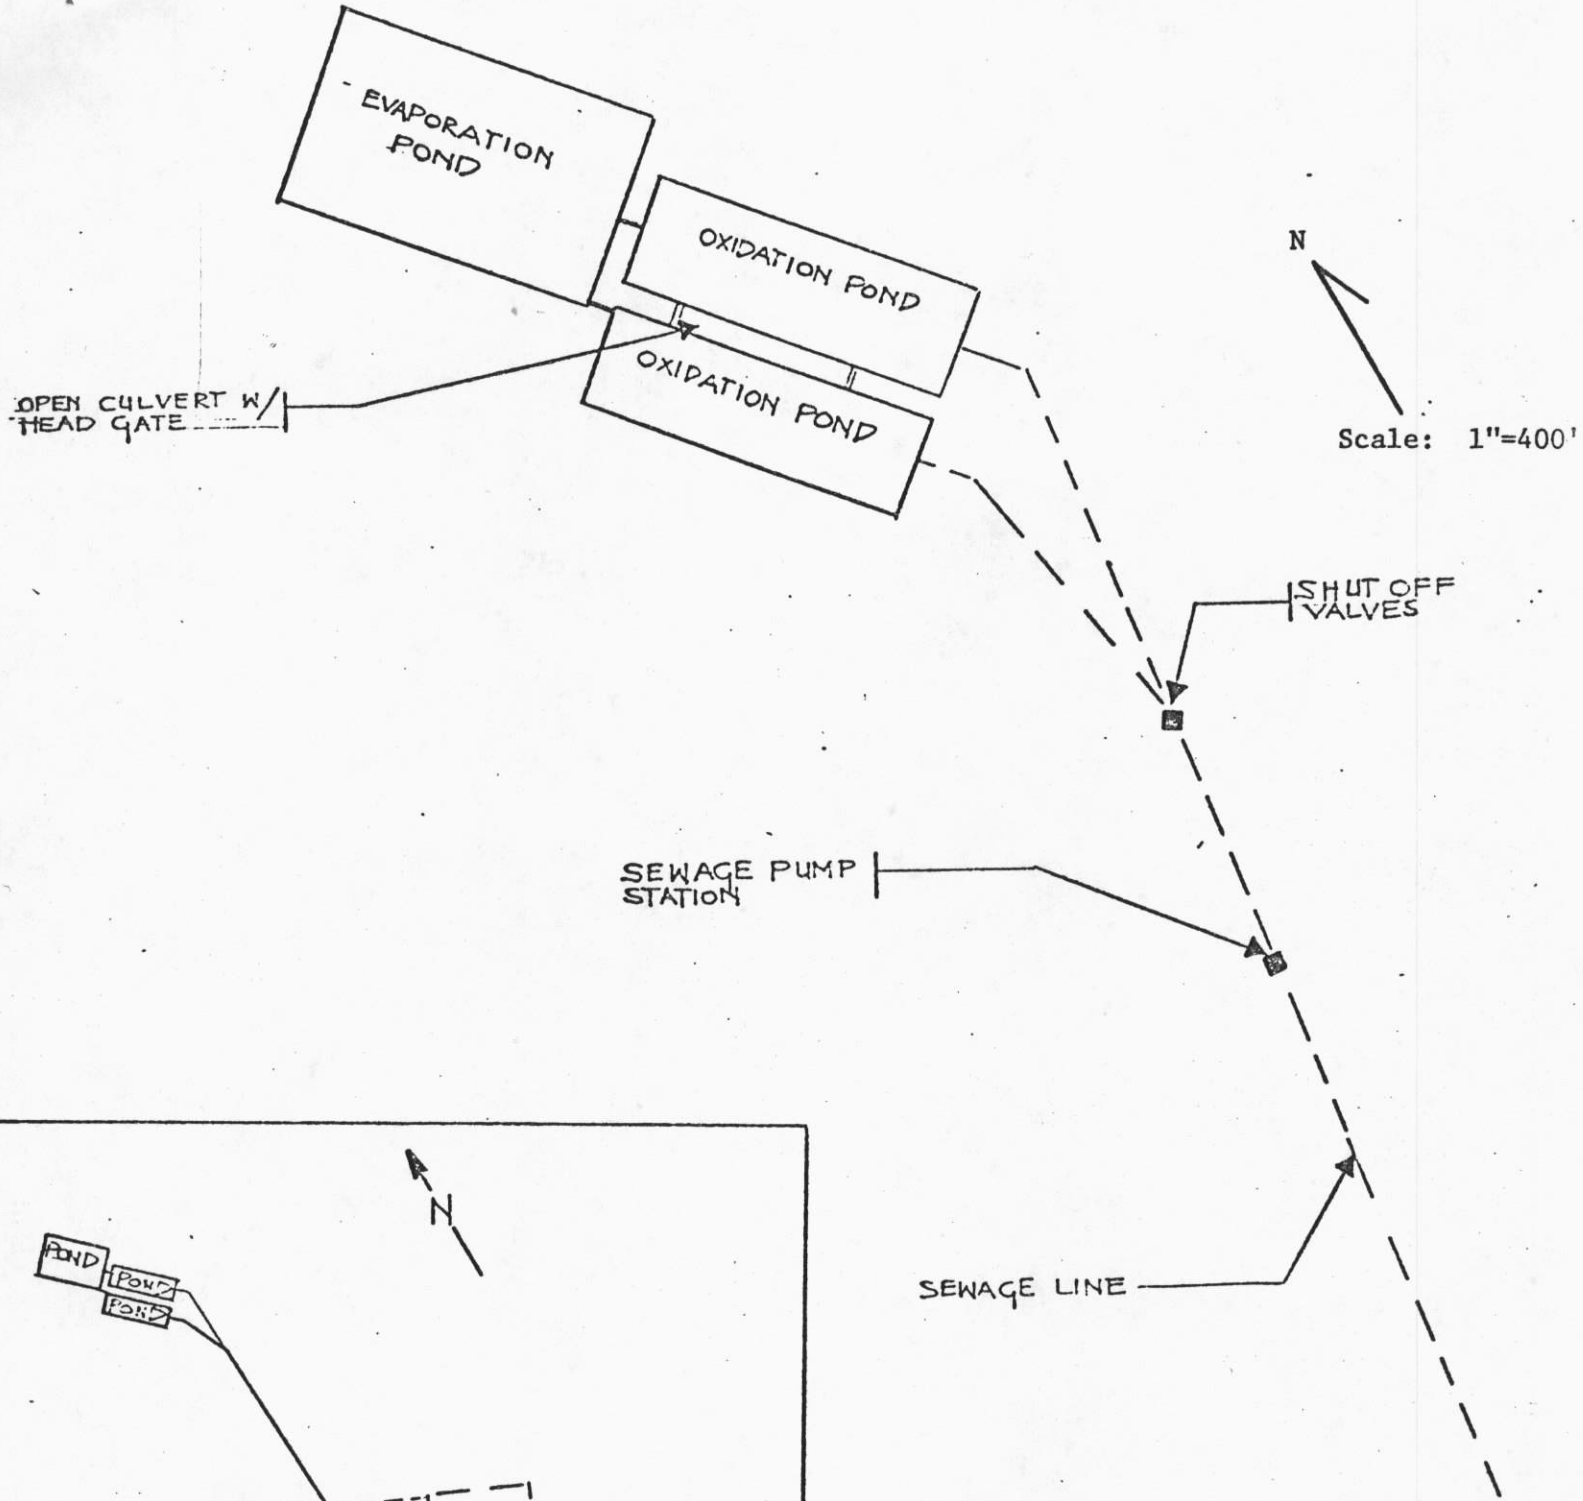 EVAPORATION
POND
OXIDATION POND
N
OXIDATION POND
OPEN CULVERT W/
HEAD GATE
Scale: 1"=400'
SHUT OFF
VALVES
SEWAGE PUMP
STATION
N
POND
POND
POND
SEWAGE LINE